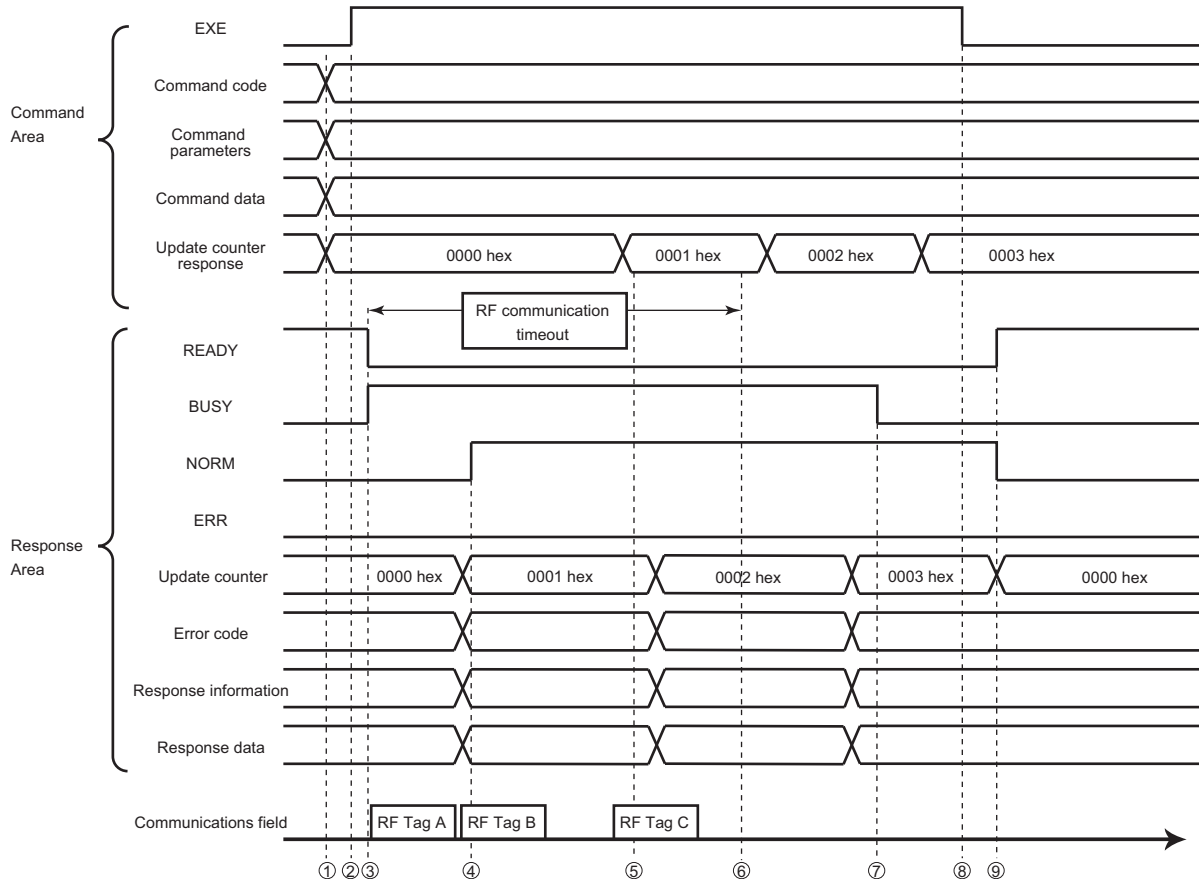 EXE
Command code
Command
Area
Command
parameters
Command data
Update counter
response
0000 hex
0001 hex
0002 hex
0003 hex
RF communication
timeout
READY
BUSY
NORM
ERR
Response
Area
Update counter
0000 hex
0001 hex
0002 hex
0003 hex
0000 hex
Error code
Response information
Response data
Communications field
RF Tag A
RF Tag B
RF Tag C
① ② ③ ④ ⑤ ⑥ ⑦ ⑧ ⑨